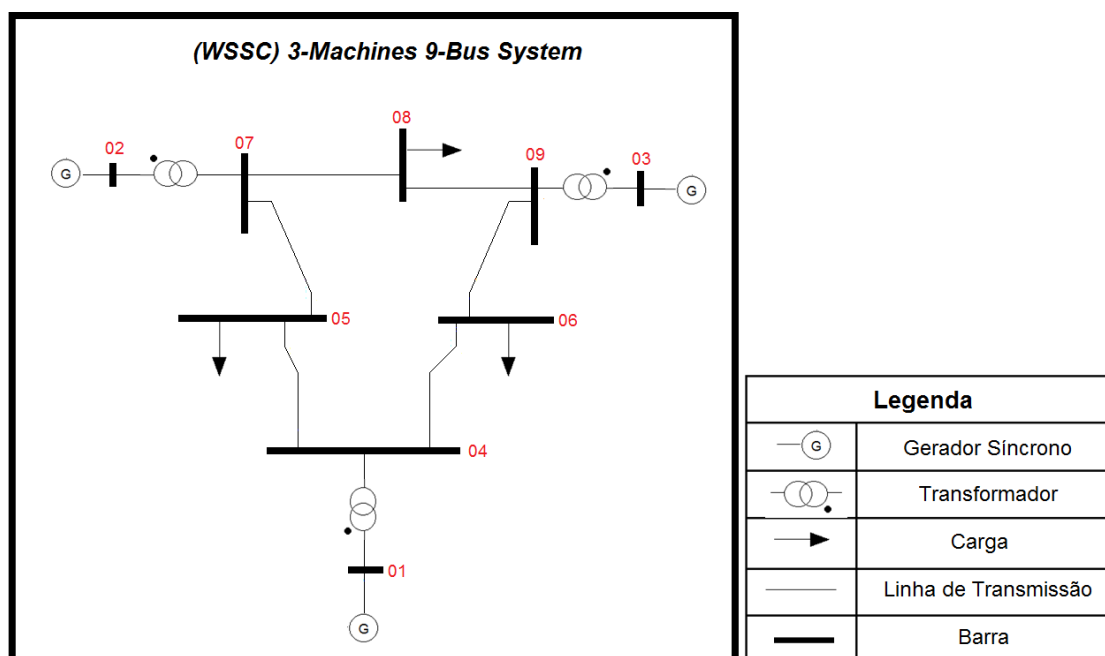 (WSSC) 3-Machines 9-Bus System
08
07
02
09
03
G
G
05
06
04
01
G
Legenda
G
Gerador Síncrono
Transformador
Carga
Linha de Transmissão
Barra